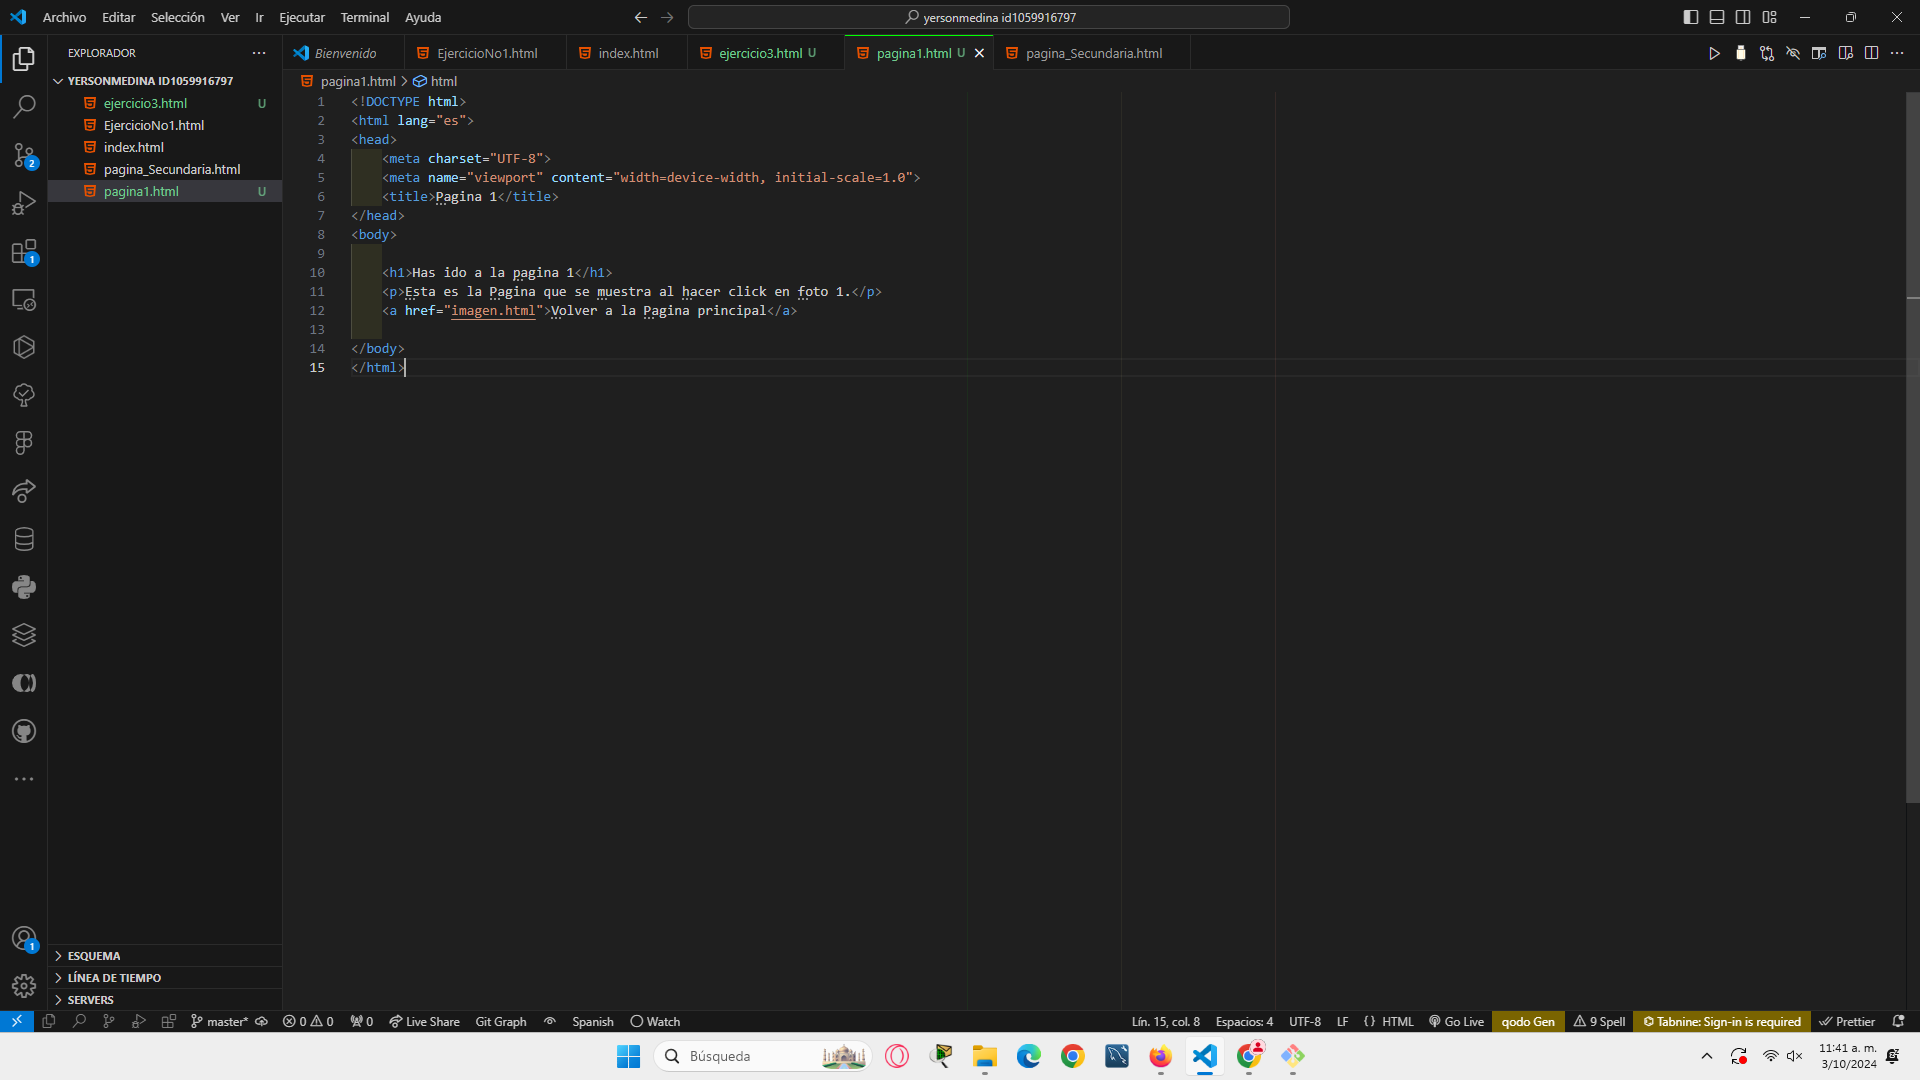 Archivo Editar Selección Ver Ir Ejecutar Terminal Ayuda
yersonmedina id1059916797
EXPLORADOR
Bienvenido
EjercicioNo1.html
index.html
ejercicio3.html U
pagina1.html U
pagina_Secundaria.html
YERSONMEDINA ID1059916797
ejercicio3.html U
EjercicioNo1.html
index.html
pagina_Secundaria.html
pagina1.html U
pagina1.html > html
1 <!DOCTYPE html>
2 <html lang="es">
3 <head>
4 <meta charset="UTF-8">
5 <meta name="viewport" content="width=device-width, initial-scale=1.0">
6 <title>Pagina 1</title>
7 </head>
8 <body>
9
10 <h1>Has ido a la pagina 1</h1>
11 <p>Esta es la Pagina que se muestra al hacer click en foto 1.</p>
12 <a href="imagen.html">Volver a la Pagina principal</a>
13
14 </body>
15 </html>
2
1
1
ESQUEMA
LÍNEA DE TIEMPO
SERVERS
master* 0 0 0 Live Share Git Graph Spanish Watch
Lín. 15, col. 8 Espacios: 4 UTF-8 LF {} HTML Go Live qodo Gen 9 Spell Tabnine: Sign-in is required Prettier
Búsqueda
11:41 a. m.
3/10/2024